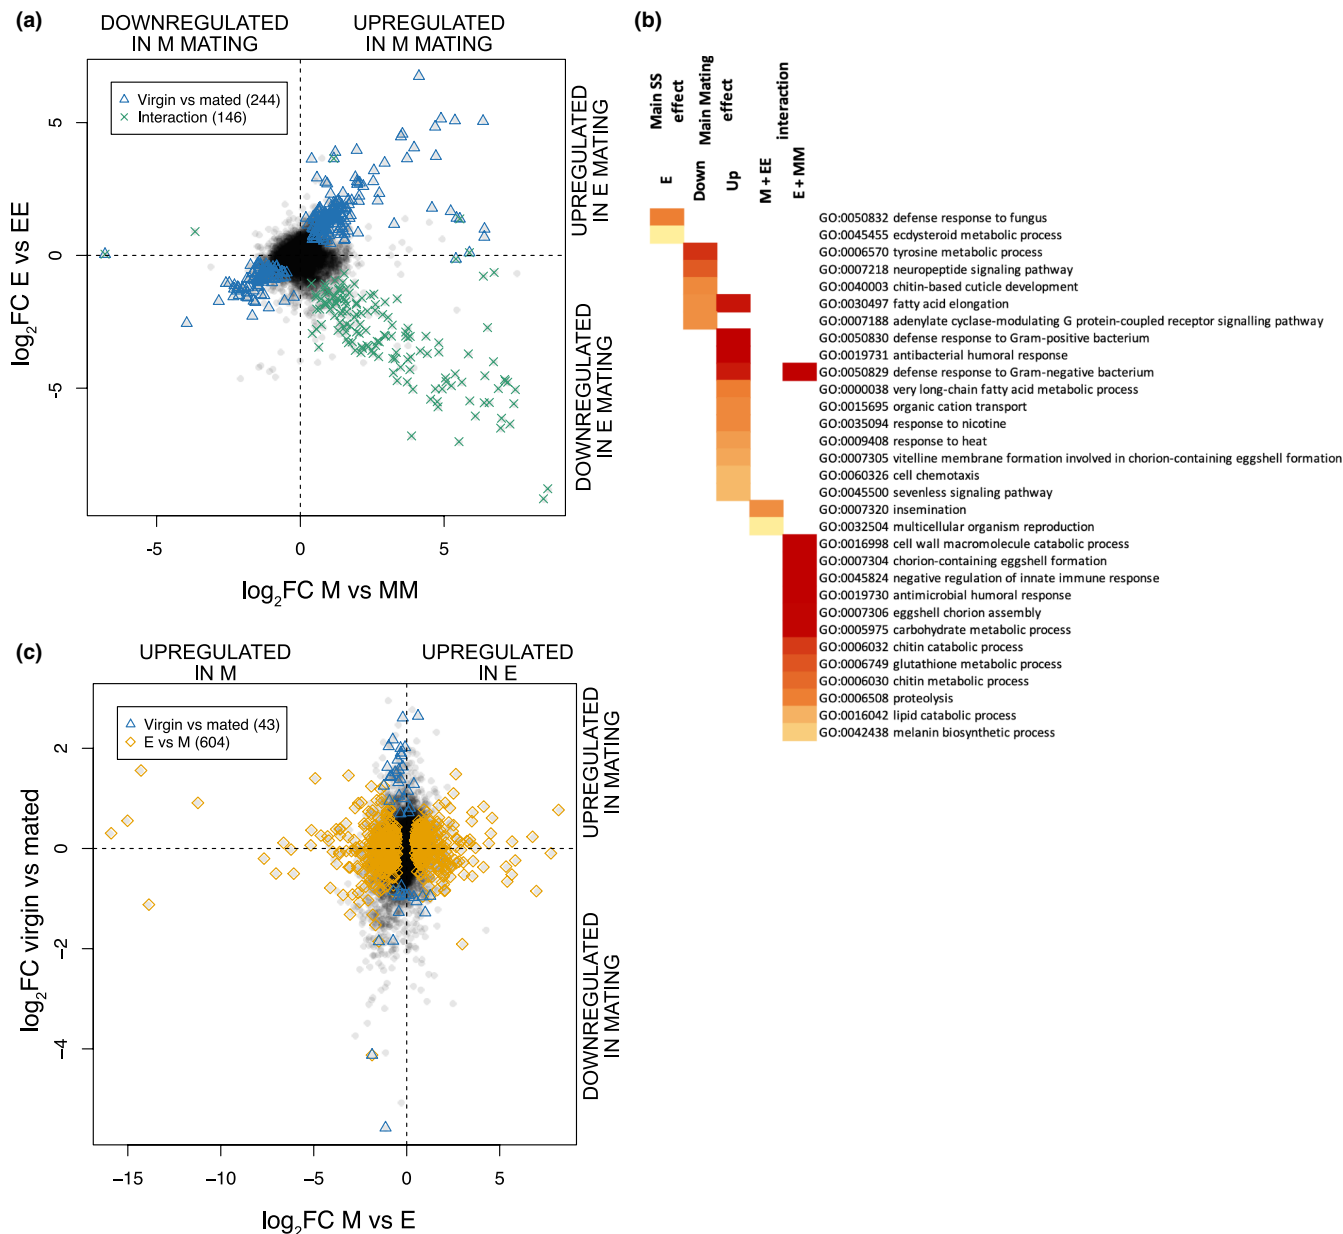 (a)
DOWNREGULATED
IN M MATING
UPREGULATED
IN M MATING
Virgin vs mated (244)
Interaction (146)
5
0
-5
log2FC E vs EE
UPREGULATED
IN E MATING
DOWNREGULATED
IN E MATING
-5
0
5
log2FC M vs MM
(b)
Main SS
effect
Main Mating
effect
interaction
E
Down
Up
M + EE
E + MM
GO:0050832 defense response to fungus
GO:0045455 ecdysteroid metabolic process
GO:0006570 tyrosine metabolic process
GO:0007218 neuropeptide signaling pathway
GO:0040003 chitin-based cuticle development
GO:0030497 fatty acid elongation
GO:0007188 adenylate cyclase-modulating G protein-coupled receptor signalling pathway
GO:0050830 defense response to Gram-positive bacterium
GO:0019731 antibacterial humoral response
GO:0050829 defense response to Gram-negative bacterium
GO:0000038 very long-chain fatty acid metabolic process
GO:0015695 organic cation transport
GO:0035094 response to nicotine
GO:0009408 response to heat
GO:0007305 vitelline membrane formation involved in chorion-containing eggshell formation
GO:0060326 cell chemotaxis
GO:0045500 sevenless signaling pathway
GO:0007320 insemination
GO:0032504 multicellular organism reproduction
GO:0016998 cell wall macromolecule catabolic process
GO:0007304 chorion-containing eggshell formation
GO:0045824 negative regulation of innate immune response
GO:0019730 antimicrobial humoral response
GO:0007306 eggshell chorion assembly
GO:0005975 carbohydrate metabolic process
GO:0006032 chitin catabolic process
GO:0006749 glutathione metabolic process
GO:0006030 chitin metabolic process
GO:0006508 proteolysis
GO:0016042 lipid catabolic process
GO:0042438 melanin biosynthetic process
(c)
UPREGULATED
IN M
UPREGULATED
IN E
Virgin vs mated (43)
E vs M (604)
2
0
−2
−4
log2FC virgin vs mated
UPREGULATED
IN MATING
DOWNREGULATED
IN MATING
−15
−10
−5
0
5
log2FC M vs E